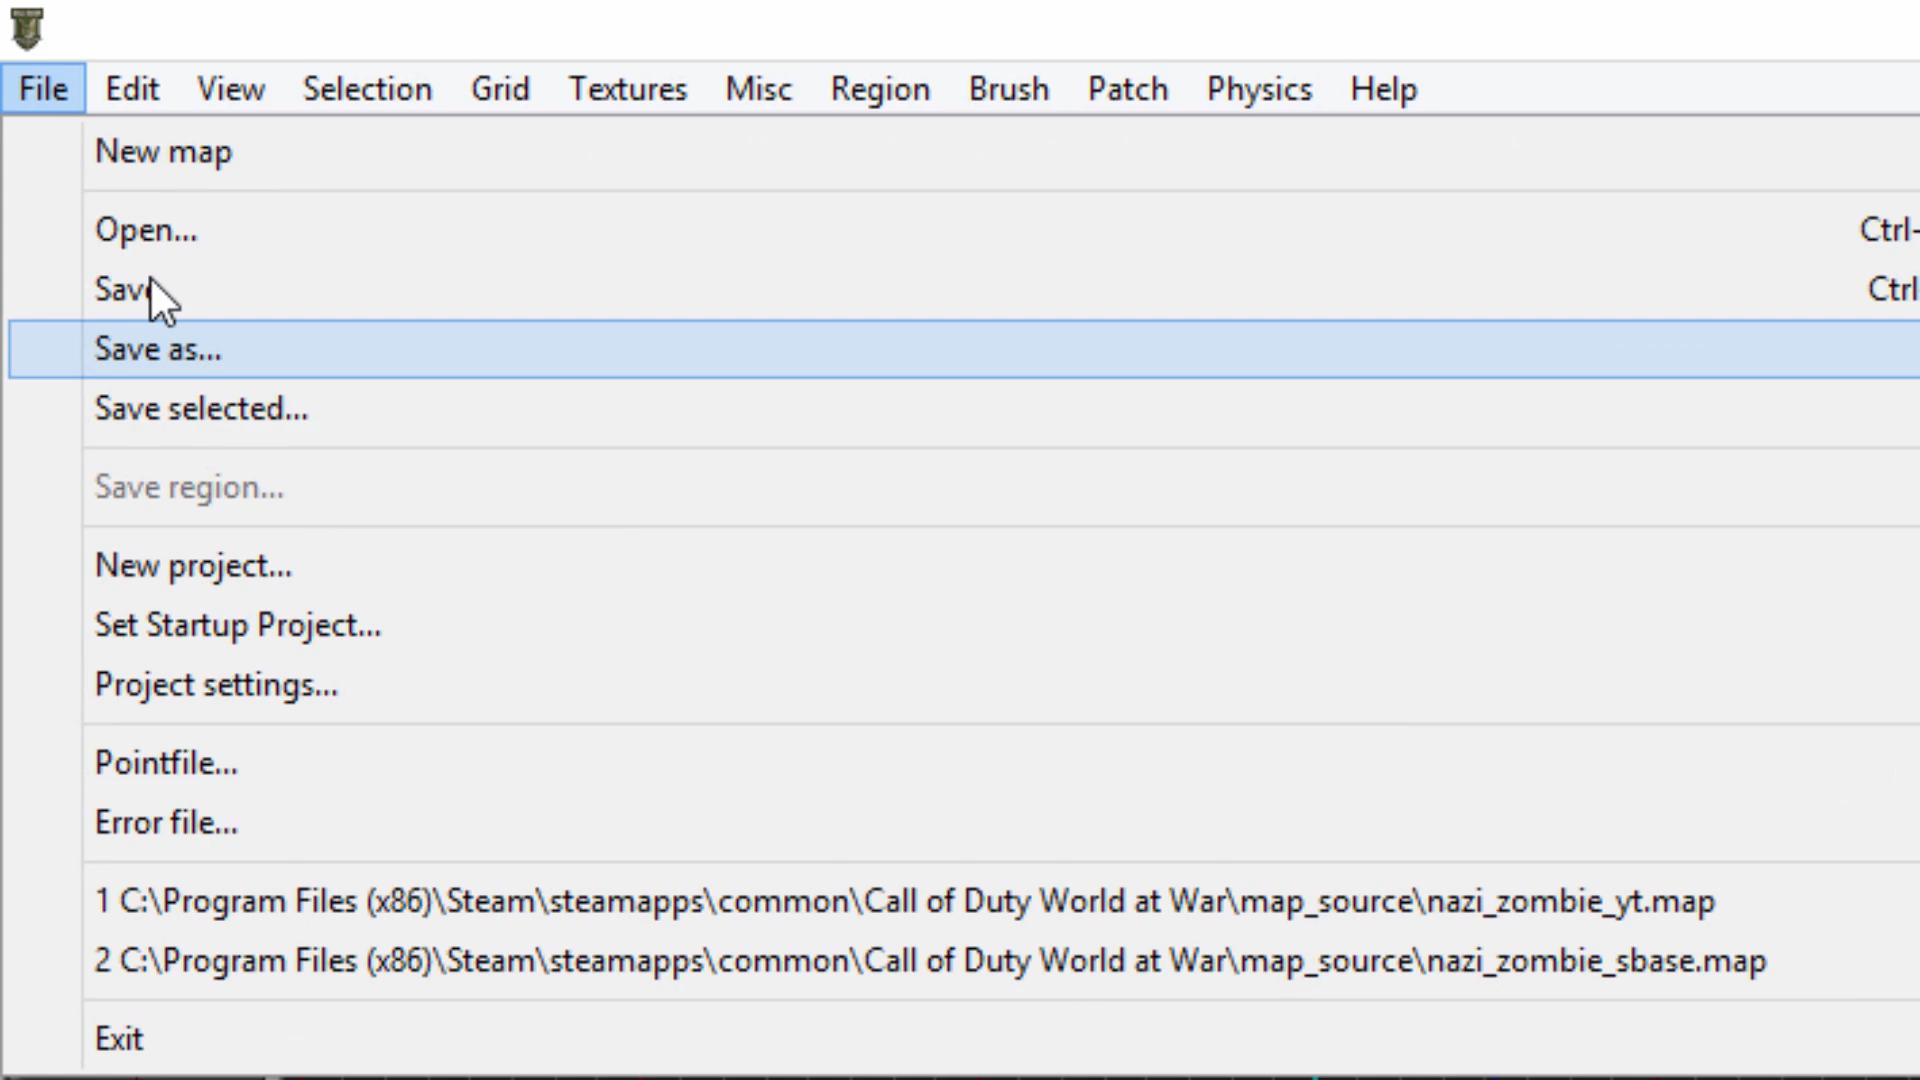 File Edit View Selection Grid Textures Misc Region Brush Patch Physics Help
New map
Open... Ctrl-
Save Ctrl
Save as...
Save selected...
Save region...
New project...
Set Startup Project...
Project settings...
Pointfile...
Error file...
1 C:\Program Files (x86)\Steam\steamapps\common\Call of Duty World at War\map_source\nazi_zombie_yt.map
2 C:\Program Files (x86)\Steam\steamapps\common\Call of Duty World at War\map_source\nazi_zombie_sbase.map
Exit